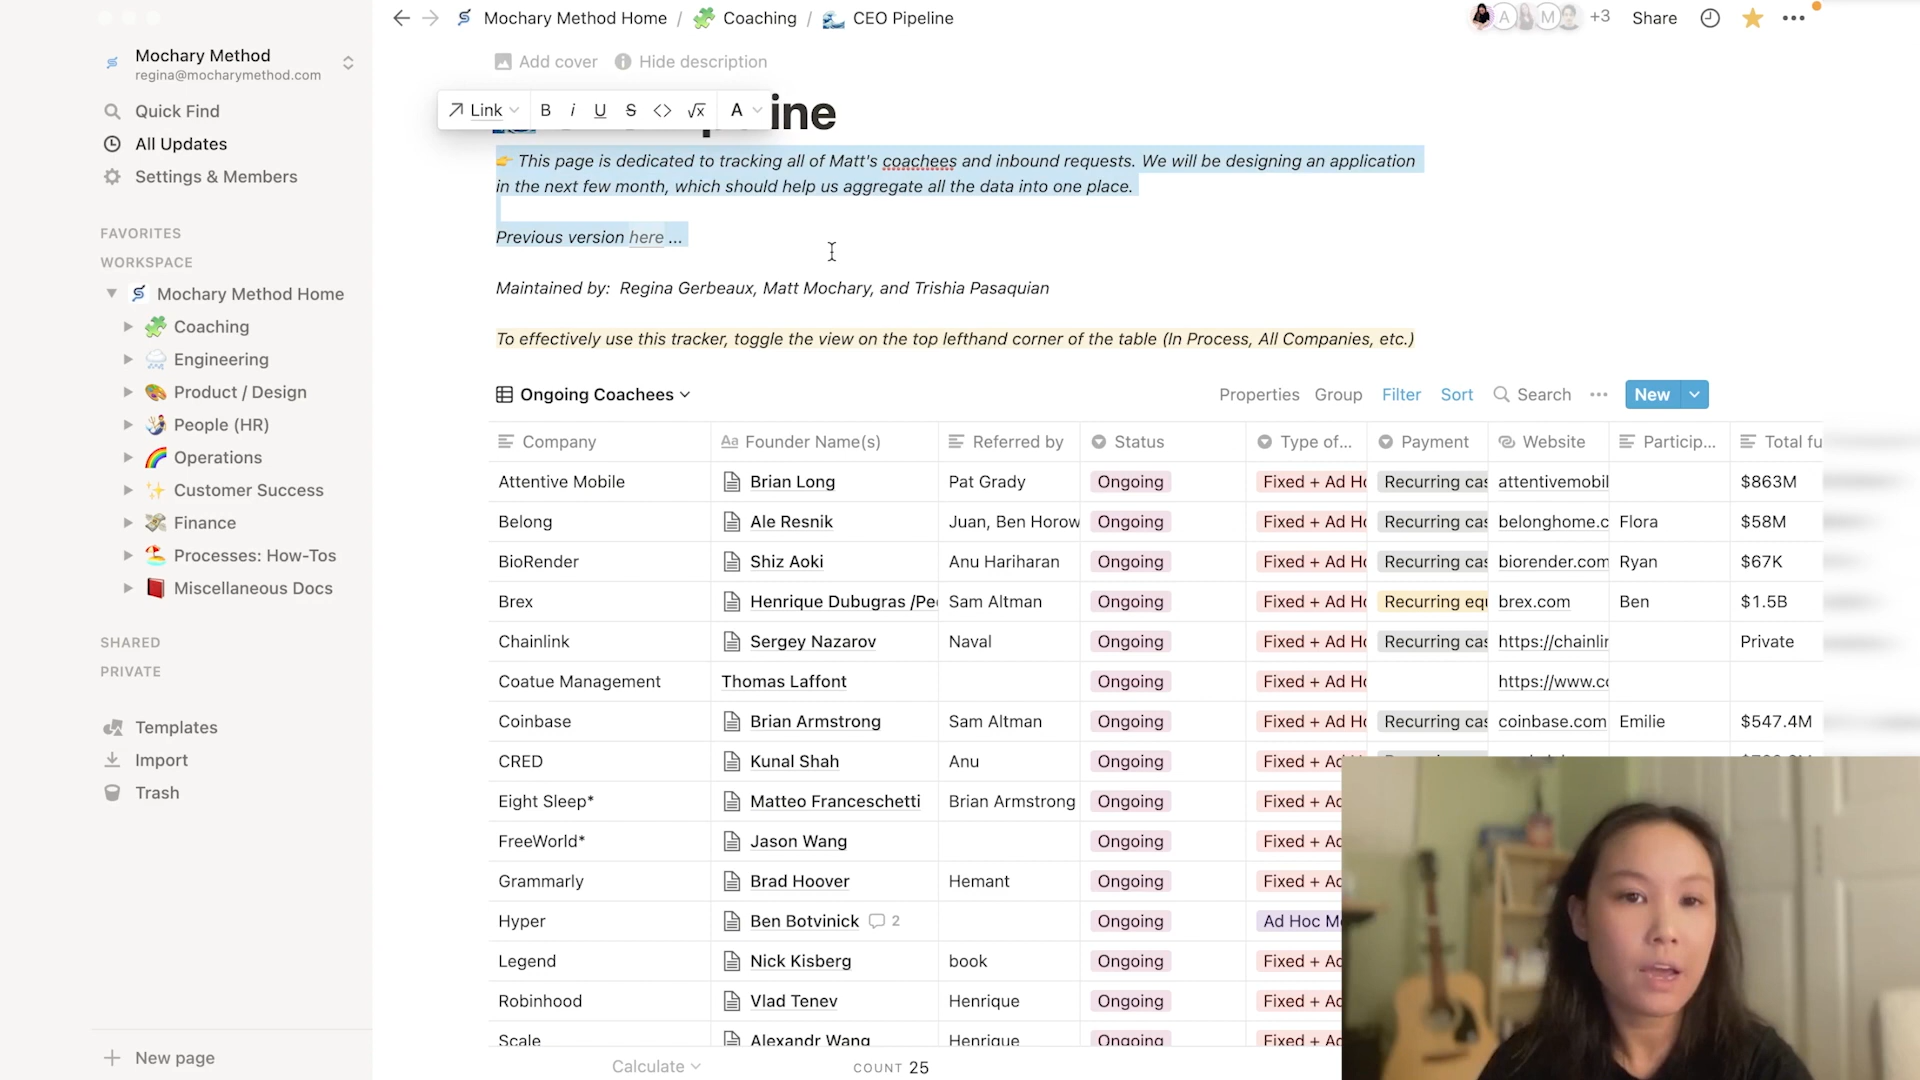 Mochary Method
regina@mocharymethod.com
Quick Find
All Updates
Settings & Members
FAVORITES
WORKSPACE
Mochary Method Home
Coaching
Engineering
Product / Design
People (HR)
Operations
Customer Success
Finance
Processes: How-Tos
Miscellaneous Docs
SHARED
PRIVATE
Templates
Import
Trash
New page
Mochary Method Home / Coaching / CEO Pipeline
A M +3 Share
Add cover Hide description
Link B i U S <> √x A
ine
This page is dedicated to tracking all of Matt's coachees and inbound requests. We will be designing an application
in the next few month, which should help us aggregate all the data into one place.
Previous version here ...
Maintained by: Regina Gerbeaux, Matt Mochary, and Trishia Pasaquian
To effectively use this tracker, toggle the view on the top lefthand corner of the table (In Process, All Companies, etc.)
Ongoing Coachees Properties Group Filter Sort Search ... New
Company Aa Founder Name(s) Referred by Status Type of... Payment Website Particip... Total fu
Attentive Mobile Brian Long Pat Grady Ongoing Fixed + Ad Ho Recurring cas attentivemobil $863M
Belong Ale Resnik Juan, Ben Horow Ongoing Fixed + Ad Ho Recurring cas belonghome.c Flora $58M
BioRender Shiz Aoki Anu Hariharan Ongoing Fixed + Ad Ho Recurring cas biorender.com Ryan $67K
Brex Henrique Dubugras /Pe Sam Altman Ongoing Fixed + Ad Ho Recurring equ brex.com Ben $1.5B
Chainlink Sergey Nazarov Naval Ongoing Fixed + Ad Ho Recurring cas https://chainlin Private
Coatue Management Thomas Laffont Ongoing Fixed + Ad Ho https://www.co
Coinbase Brian Armstrong Sam Altman Ongoing Fixed + Ad Ho Recurring cas coinbase.com Emilie $547.4M
CRED Kunal Shah Anu Ongoing Fixed + Ad
Eight Sleep* Matteo Franceschetti Brian Armstrong Ongoing Fixed + Ad
FreeWorld* Jason Wang Ongoing Fixed + Ad
Grammarly Brad Hoover Hemant Ongoing Fixed + Ad
Hyper Ben Botvinick 2 Ongoing Ad Hoc M
Legend Nick Kisberg book Ongoing Fixed + Ad
Robinhood Vlad Tenev Henrique Ongoing Fixed + Ad
Scale Alexandr Wang Henrique Ongoing Fixed + Ad
Calculate COUNT 25